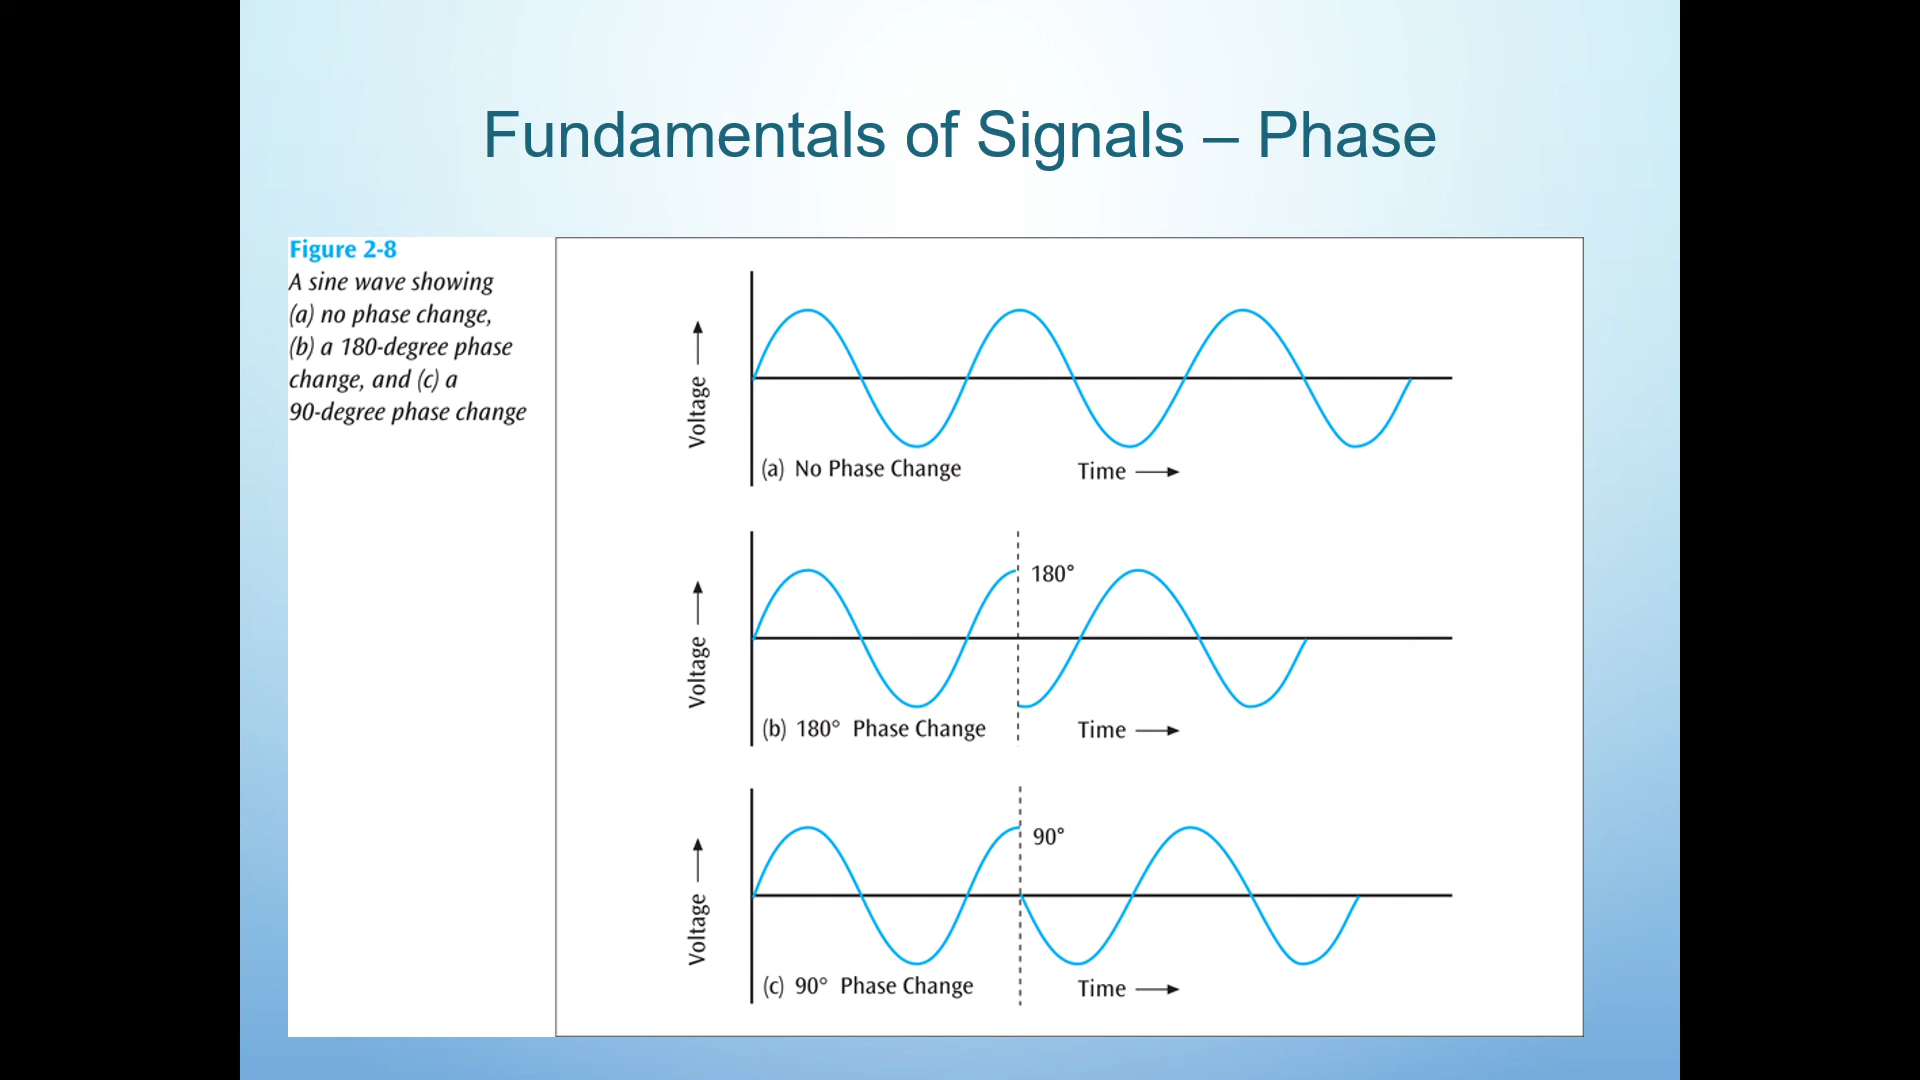 Fundamentals of Signals – Phase
Figure 2-8
A sine wave showing
(a) no phase change,
(b) a 180-degree phase
change, and (c) a
90-degree phase change
Voltage
(a) No Phase Change
Time
180°
Voltage
(b) 180° Phase Change
Time
90°
Voltage
(c) 90° Phase Change
Time